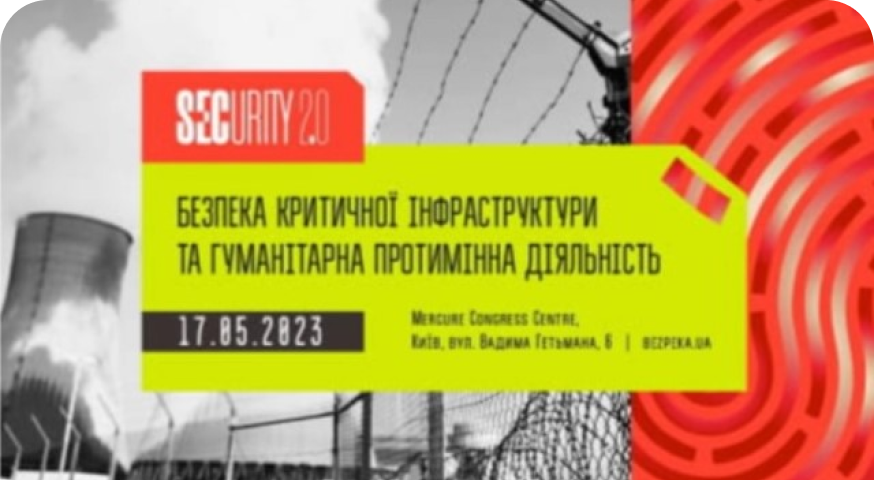 SECURITY 2.0
БЕЗПЕКА КРИТИЧНОЇ ІНФРАСТРУКТУРИ
ТА ГУМАНІТАРНА ПРОТИМІННА ДІЯЛЬНІСТЬ
17.05.2023
MERCURE CONGRESS CENTRE,
КИЇВ, ВУЛ. ВАДИМА ГЕТЬМАНА, 6 | BEZPEKA.UA